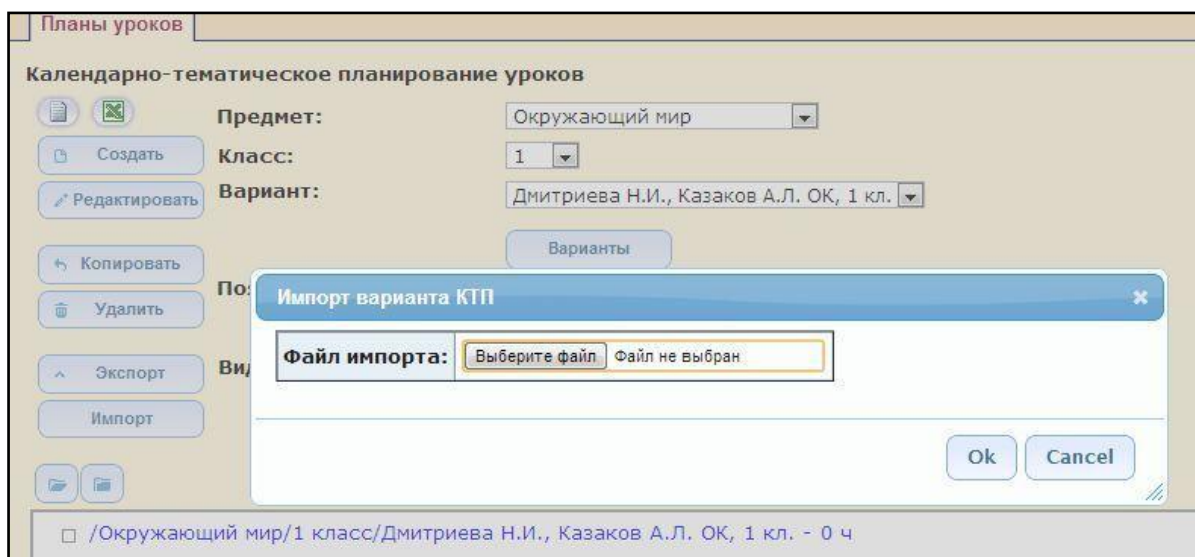 Планы уроков
Календарно-тематическое планирование уроков
Предмет: Окружающий мир
Создать
Класс: 1
Редактировать
Вариант: Дмитриева Н.И., Казаков А.Л. ОК, 1 кл.
Варианты
Копировать
Удалить
Импорт варианта КТП
Файл импорта: Выберите файл Файл не выбран
Экспорт
Импорт
Ok Cancel
/Окружающий мир/1 класс/Дмитриева Н.И., Казаков А.Л. ОК, 1 кл. - 0 ч